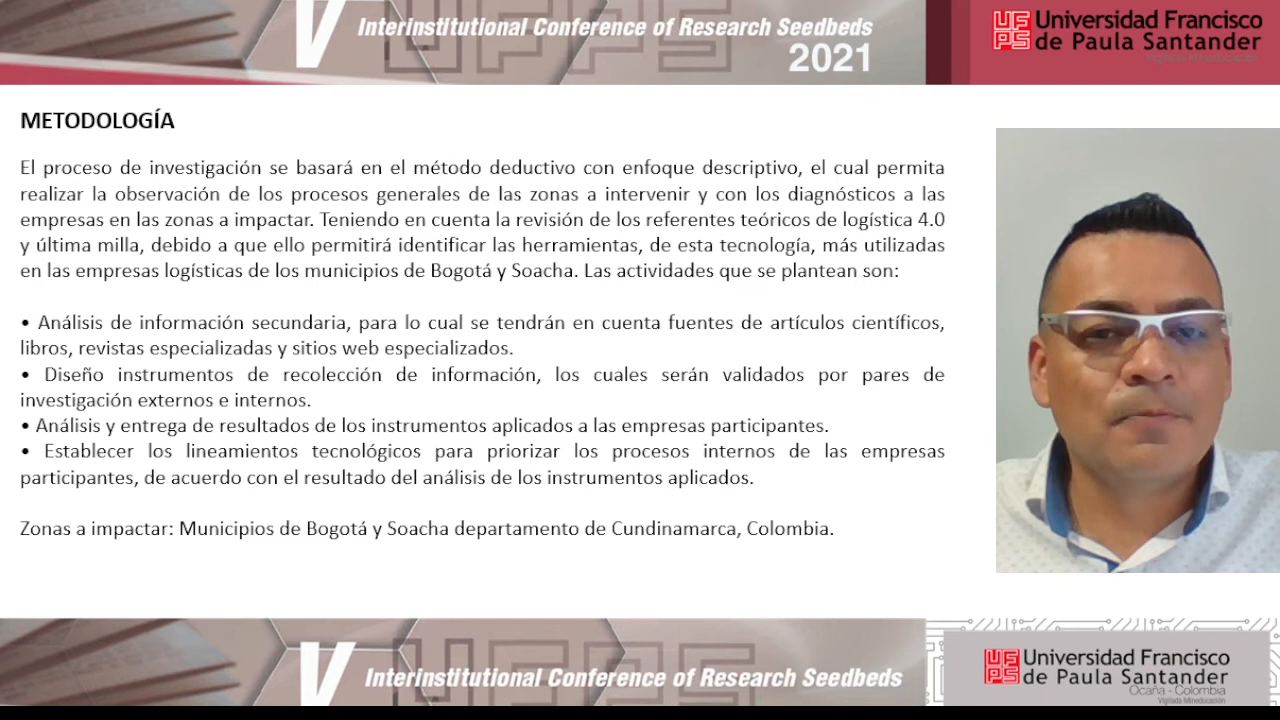 V Interinstitutional Conference of Research Seedbeds
2021
UFPS
UFPS Universidad Francisco
de Paula Santander
Vigilada Mineducación
METODOLOGÍA
El proceso de investigación se basará en el método deductivo con enfoque descriptivo, el cual permita
realizar la observación de los procesos generales de las zonas a intervenir y con los diagnósticos a las
empresas en las zonas a impactar. Teniendo en cuenta la revisión de los referentes teóricos de logística 4.0
y última milla, debido a que ello permitirá identificar las herramientas, de esta tecnología, más utilizadas
en las empresas logísticas de los municipios de Bogotá y Soacha. Las actividades que se plantean son:
• Análisis de información secundaria, para lo cual se tendrán en cuenta fuentes de artículos científicos,
libros, revistas especializadas y sitios web especializados.
• Diseño instrumentos de recolección de información, los cuales serán validados por pares de
investigación externos e internos.
• Análisis y entrega de resultados de los instrumentos aplicados a las empresas participantes.
• Establecer los lineamientos tecnológicos para priorizar los procesos internos de las empresas
participantes, de acuerdo con el resultado del análisis de los instrumentos aplicados.
Zonas a impactar: Municipios de Bogotá y Soacha departamento de Cundinamarca, Colombia.
V Interinstitutional Conference of Research Seedbeds
UFPS
UFPS Universidad Francisco
de Paula Santander
Ocaña - Colombia
Vigilada Mineducación